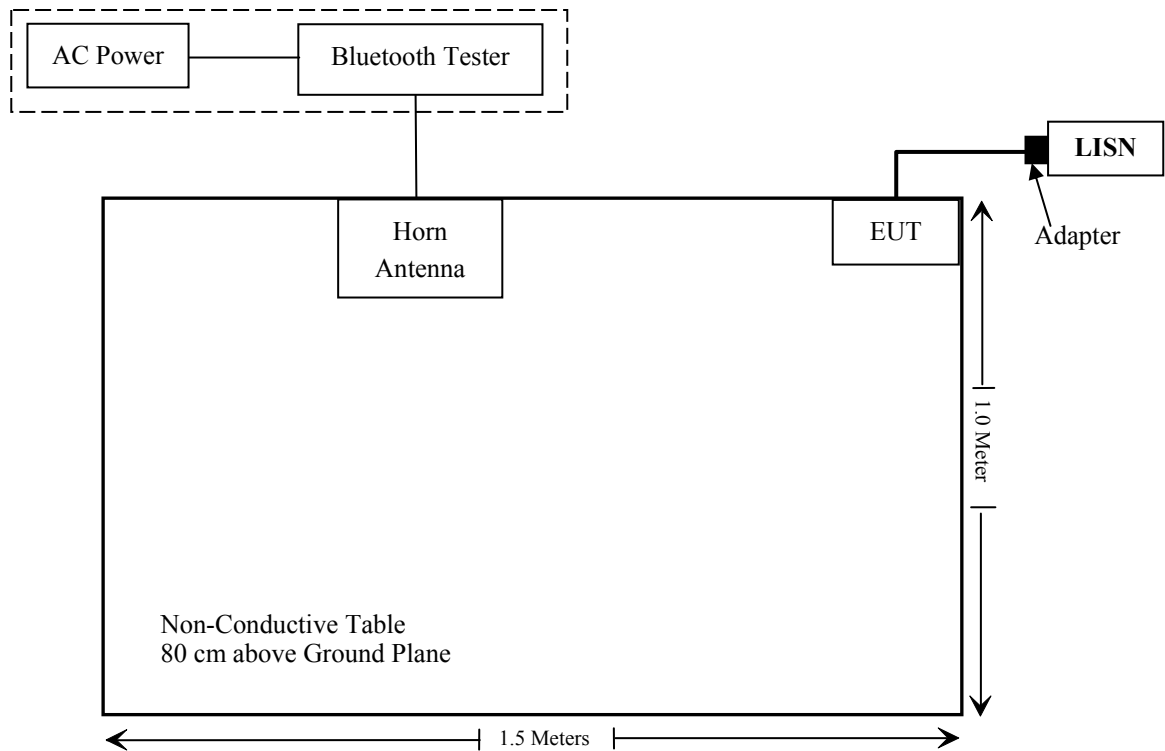 AC Power
Bluetooth Tester
LISN
Horn
Antenna
EUT
Adapter
1.0 Meter
Non-Conductive Table
80 cm above Ground Plane
1.5 Meters